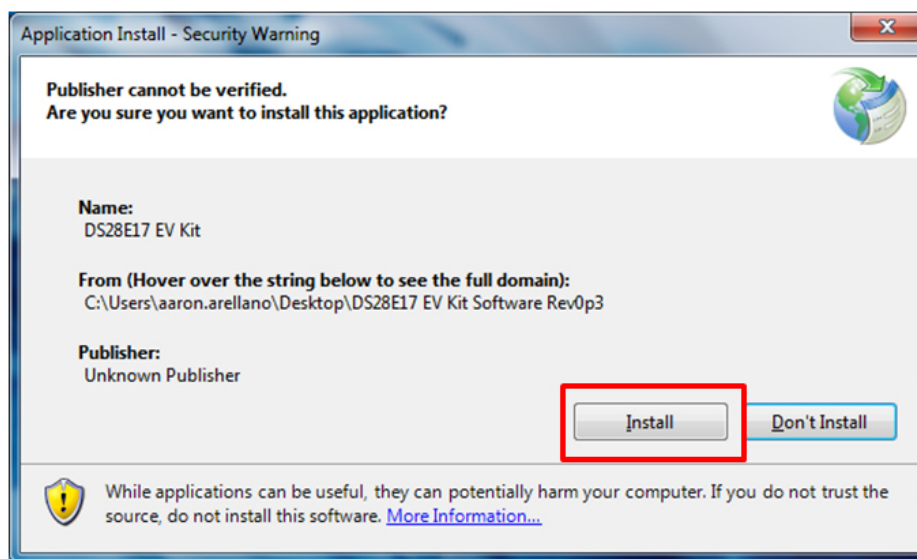 Application Install - Security Warning
Publisher cannot be verified.
Are you sure you want to install this application?
Name:
DS28E17 EV Kit
From (Hover over the string below to see the full domain):
C:\Users\aaron.arellano\Desktop\DS28E17 EV Kit Software Rev0p3
Publisher:
Unknown Publisher
Install
Don't Install
While applications can be useful, they can potentially harm your computer. If you do not trust the
source, do not install this software. More Information...